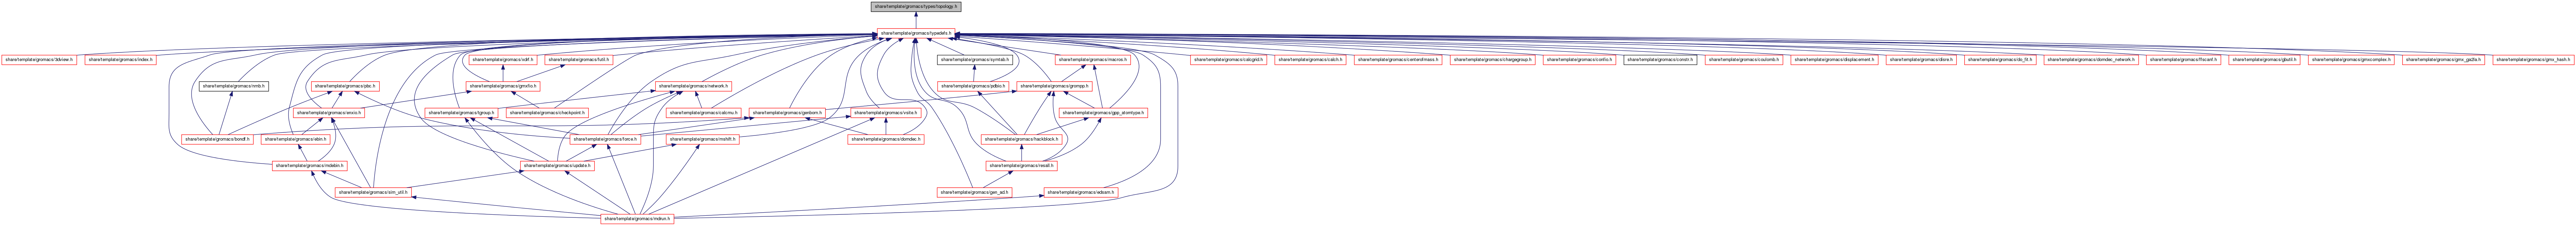 share/template/gromacs/types/topology.h
share/template/gromacs/typedefs.h
share/template/gromacs/3dview.h
share/template/gromacs/index.h
share/template/gromacs/xdrf.h
share/template/gromacs/futil.h
share/template/gromacs/symtab.h
share/template/gromacs/macros.h
share/template/gromacs/calcgrid.h
share/template/gromacs/calch.h
share/template/gromacs/centerofmass.h
share/template/gromacs/chargegroup.h
share/template/gromacs/confio.h
share/template/gromacs/constr.h
share/template/gromacs/coulomb.h
share/template/gromacs/displacement.h
share/template/gromacs/disre.h
share/template/gromacs/do_fit.h
share/template/gromacs/domdec_network.h
share/template/gromacs/fftscanf.h
share/template/gromacs/gbutil.h
share/template/gromacs/gmxcomplex.h
share/template/gromacs/gmx_ga2la.h
share/template/gromacs/gmx_hash.h
share/template/gromacs/nrnb.h
share/template/gromacs/pbc.h
share/template/gromacs/gmxfio.h
share/template/gromacs/network.h
share/template/gromacs/pdbio.h
share/template/gromacs/grompp.h
share/template/gromacs/enxio.h
share/template/gromacs/tgroup.h
share/template/gromacs/checkpoint.h
share/template/gromacs/calcmu.h
share/template/gromacs/genborn.h
share/template/gromacs/vsite.h
share/template/gromacs/gpp_atomtype.h
share/template/gromacs/bondf.h
share/template/gromacs/ebin.h
share/template/gromacs/force.h
share/template/gromacs/mshift.h
share/template/gromacs/domdec.h
share/template/gromacs/hackblock.h
share/template/gromacs/mdebin.h
share/template/gromacs/update.h
share/template/gromacs/resall.h
share/template/gromacs/sim_util.h
share/template/gromacs/gen_ad.h
share/template/gromacs/edsam.h
share/template/gromacs/mdrun.h